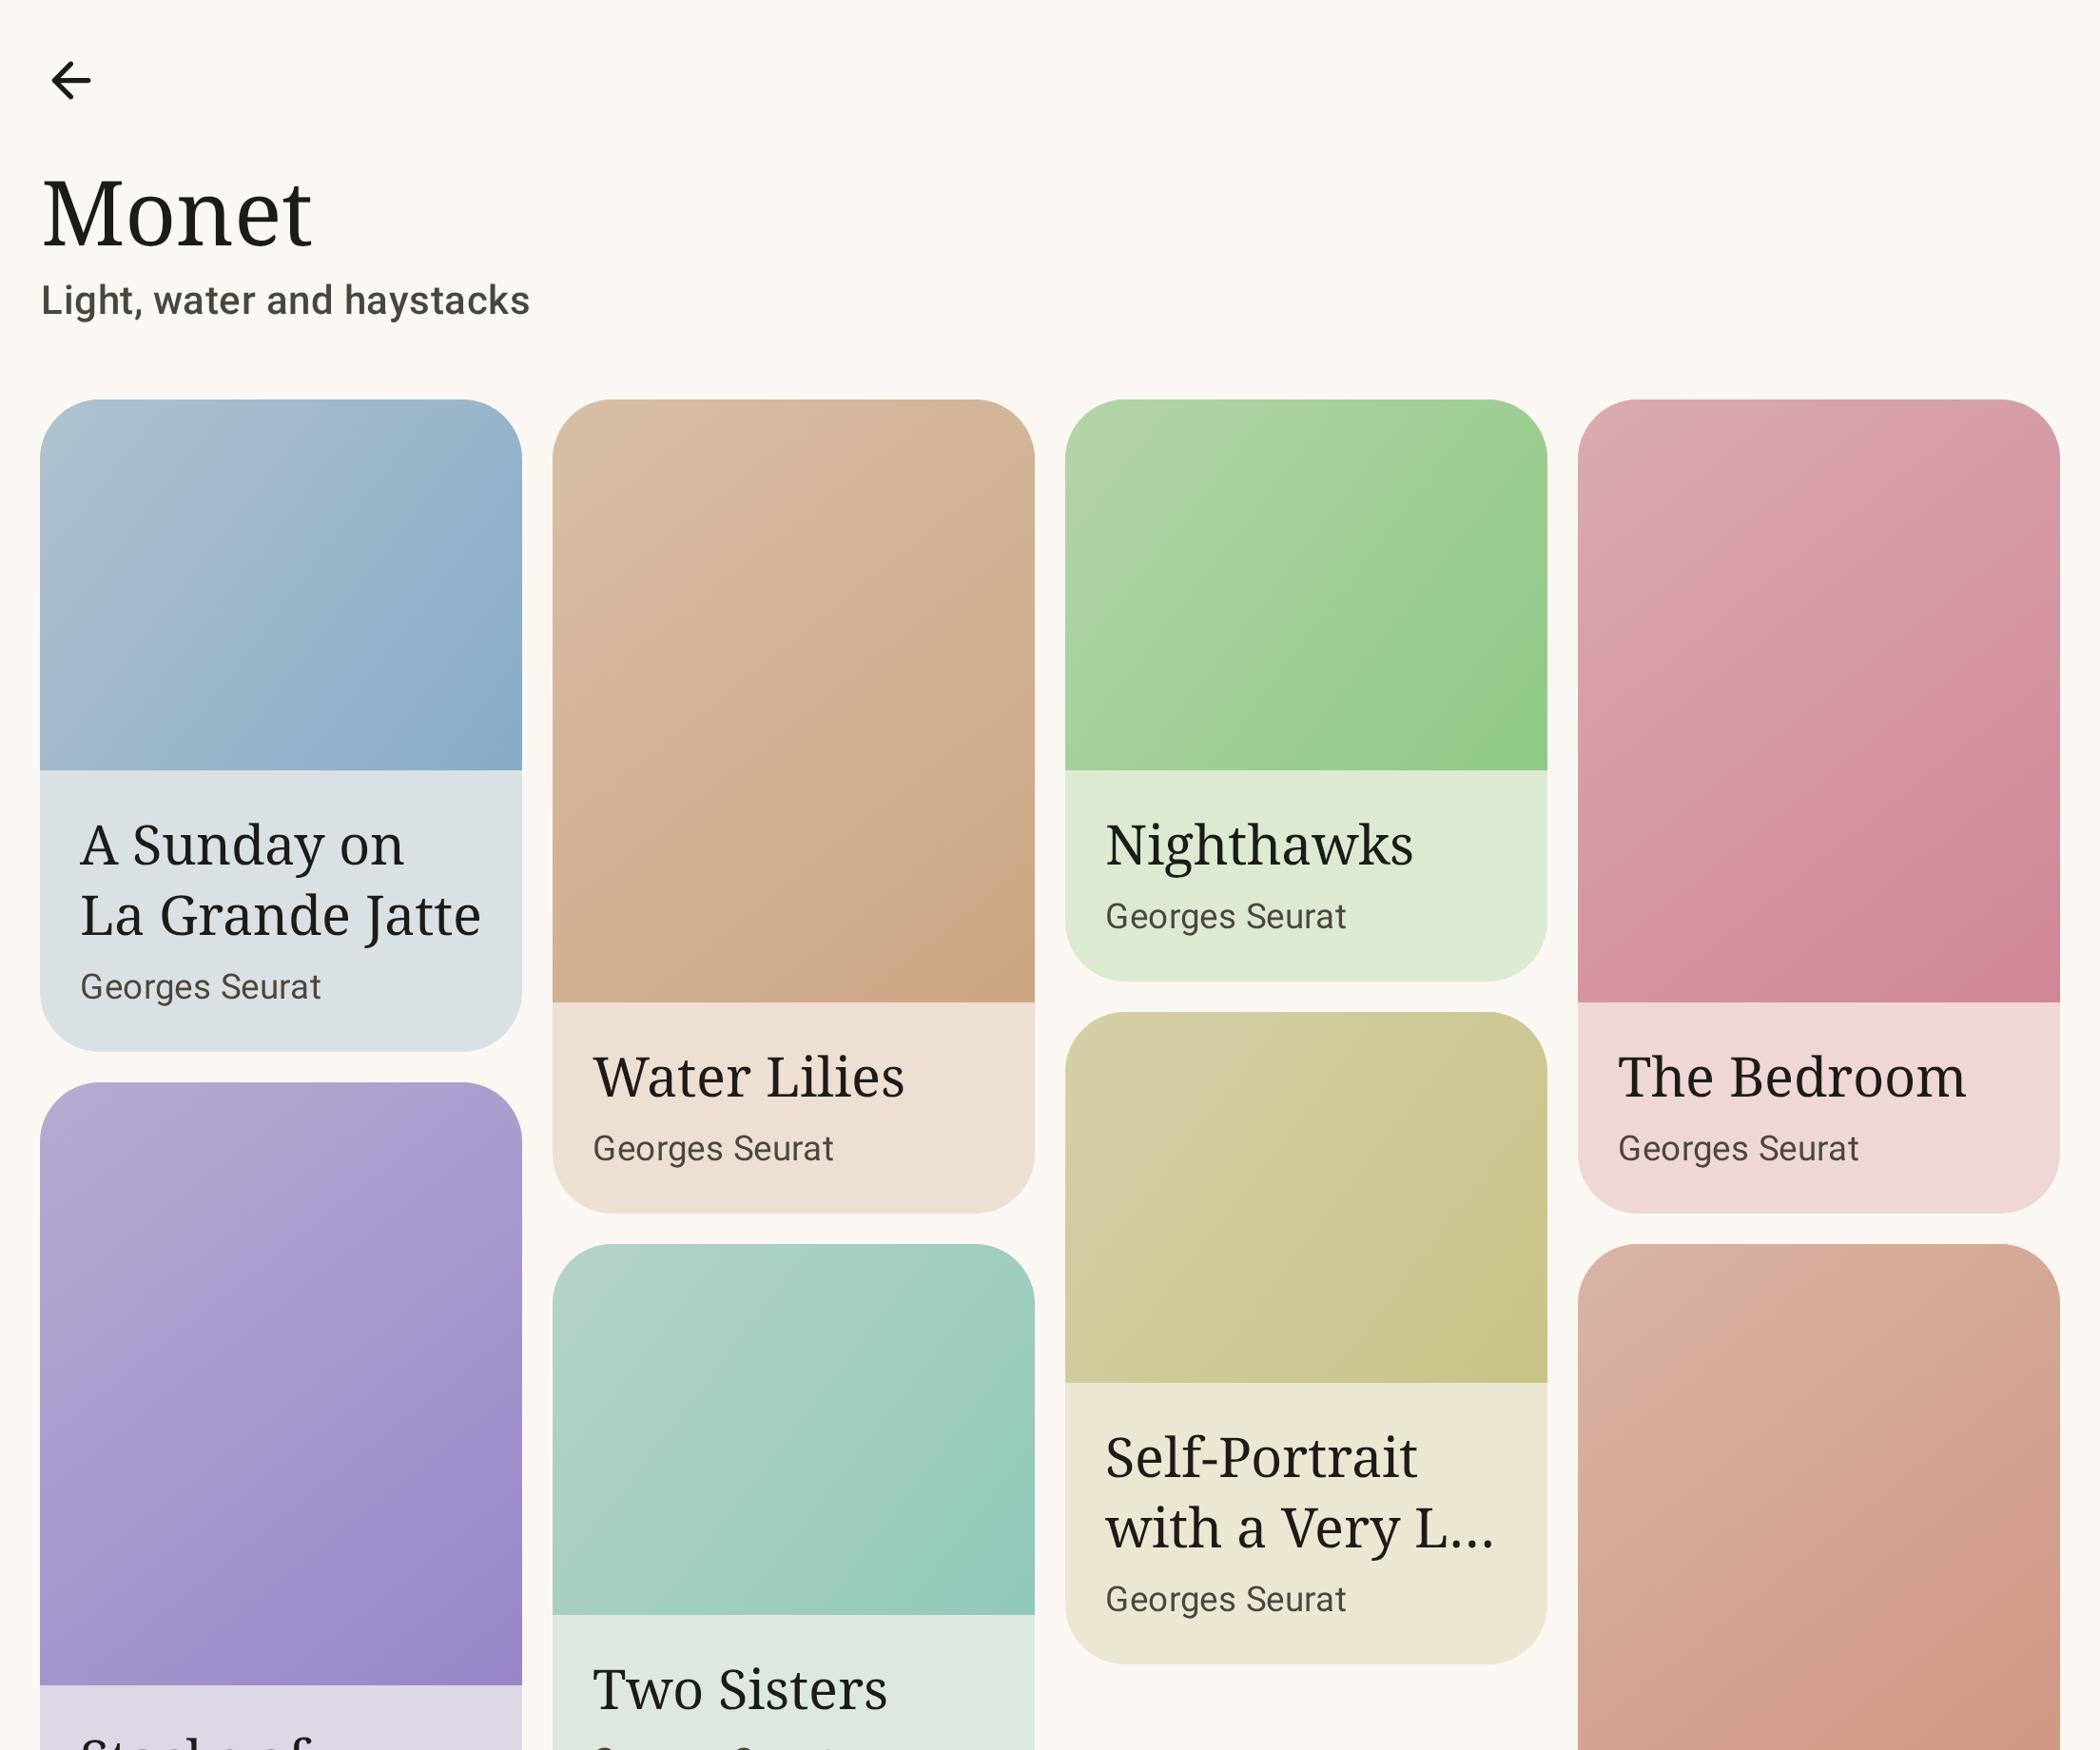 Monet
Light, water and haystacks
A Sunday on
La Grande Jatte
Georges Seurat
Water Lilies
Georges Seurat
Nighthawks
Georges Seurat
The Bedroom
Georges Seurat
Self-Portrait
with a Very L...
Georges Seurat
Two Sisters